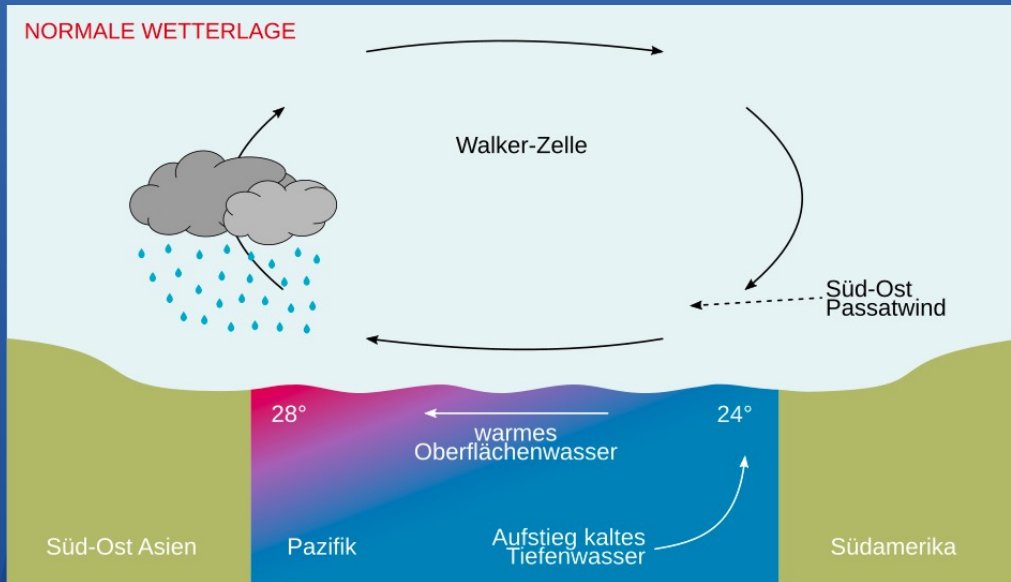 NORMALE WETTERLAGE
Walker-Zelle
Süd-Ost
Passatwind
28°
24°
warmes
Oberflächenwasser
Aufstieg kaltes
Tiefenwasser
Süd-Ost Asien
Pazifik
Südamerika